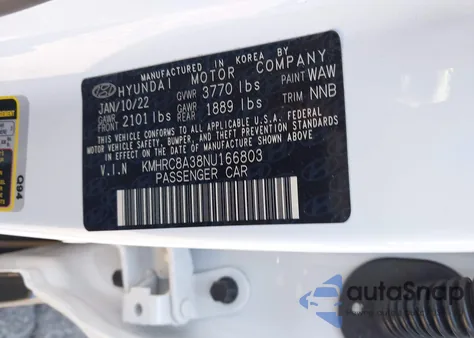 MANUFACTURED IN KOREA BY
HYUNDAI MOTOR COMPANY
JAN/10/22 GVWR 3770 lbs PAINT WAW
GAWR FRONT 2101 lbs GAWR REAR 1889 lbs TRIM NNB
THIS VEHICLE CONFORMS TO ALL APPLICABLE U.S.A. FEDERAL
MOTOR VEHICLE SAFETY, BUMPER, AND THEFT PREVENTION
STANDARDS IN EFFECT ON THE DATE OF MANUFACTURE SHOWN ABOVE.
V.I.N KMHRC8A38NU166803
PASSENGER CAR
Q94
autoSnap